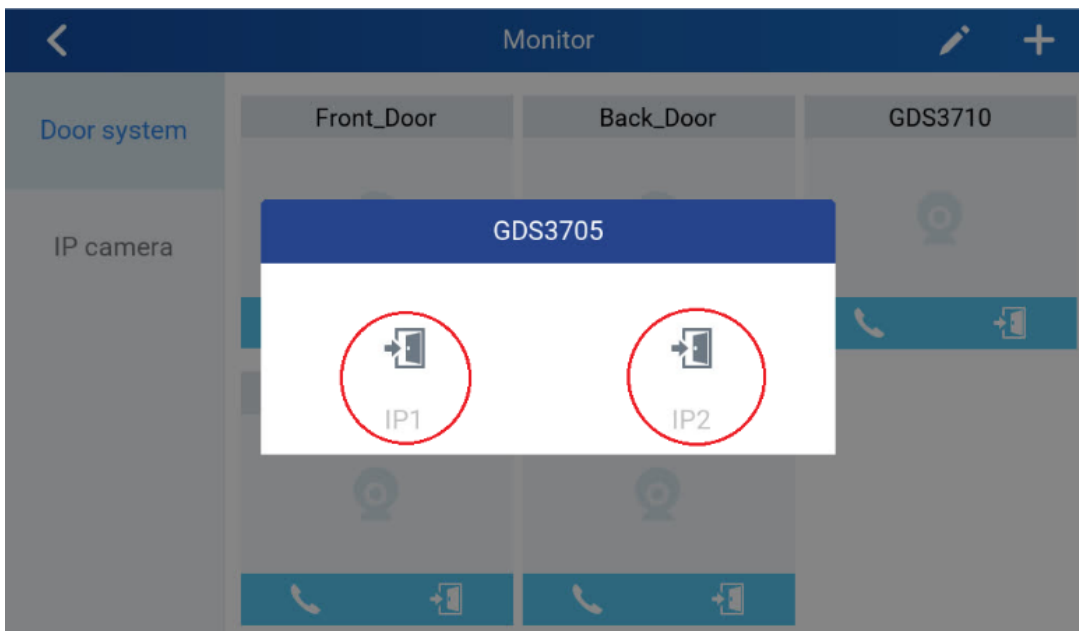 Monitor
Door system
Front_Door
Back_Door
GDS3710
GDS3705
IP camera
IP1
IP2